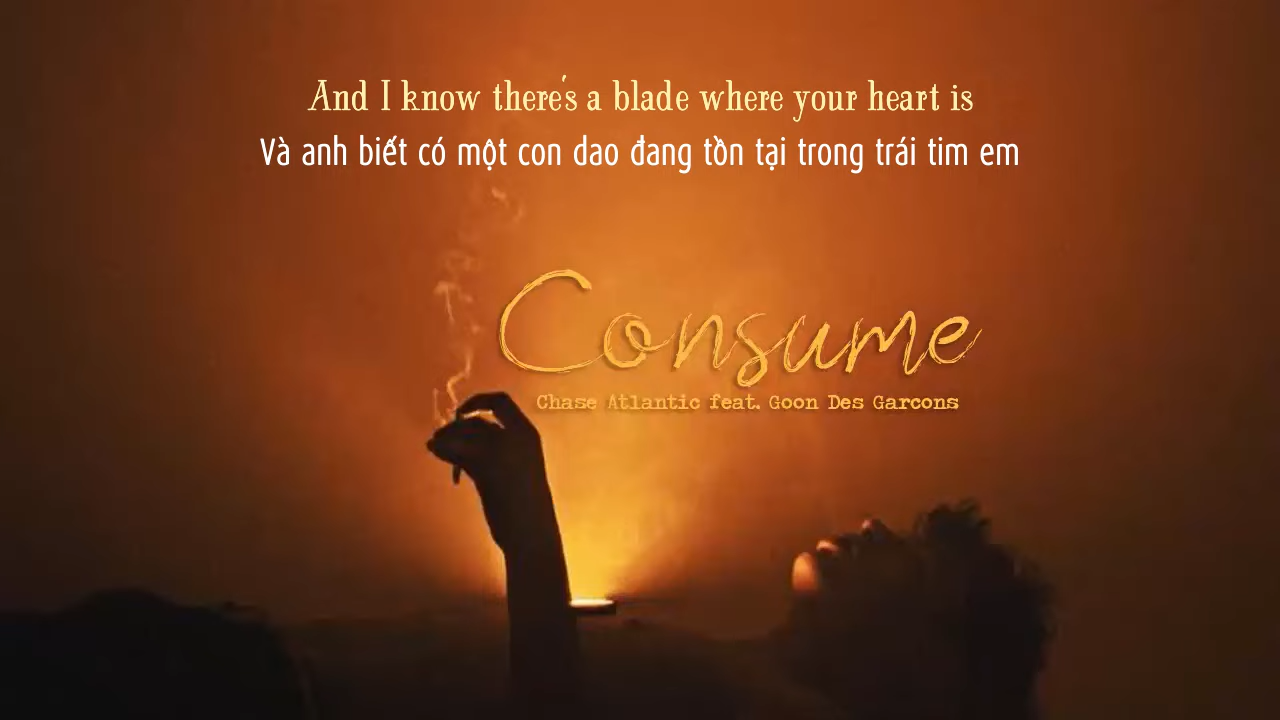 And I know there's a blade where your heart is
Và anh biết có một con dao đang tồn tại trong trái tim em
Consume
Chase Atlantic feat. Goon Des Garcons